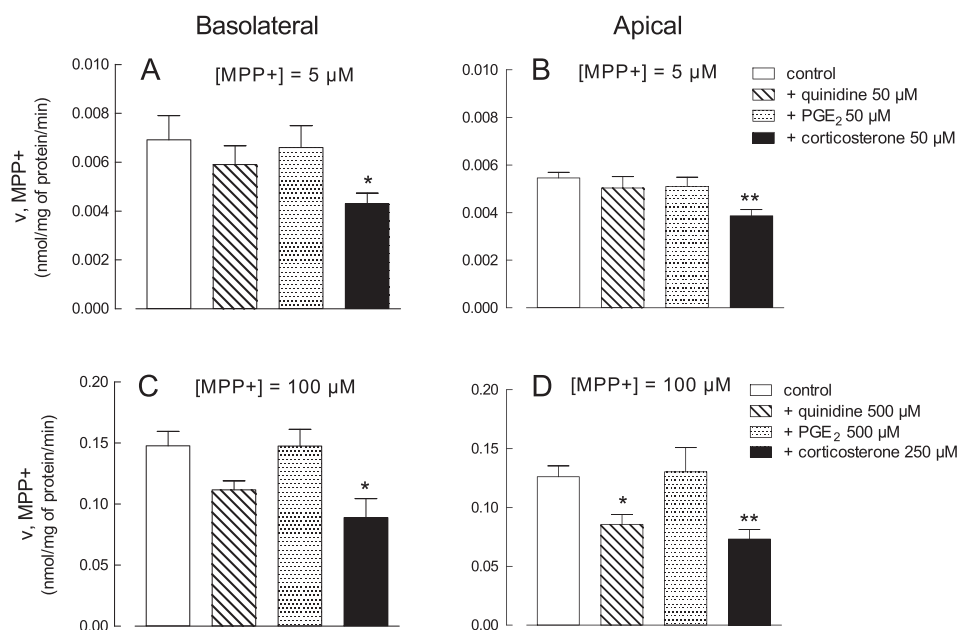 Basolateral
Apical
A
[MPP+] = 5 µM
0.010
0.008
0.006
0.004
0.002
0.000
v, MPP+
(nmol/mg of protein/min)
*
B
[MPP+] = 5 µM
0.010
0.008
0.006
0.004
0.002
0.000
**
control
+ quinidine 50 µM
+ PGE₂ 50 µM
+ corticosterone 50 µM
C
[MPP+] = 100 µM
0.20
0.15
0.10
0.05
0.00
v, MPP+
(nmol/mg of protein/min)
*
D
[MPP+] = 100 µM
0.20
0.15
0.10
0.05
0.00
*
**
control
+ quinidine 500 µM
+ PGE₂ 500 µM
+ corticosterone 250 µM